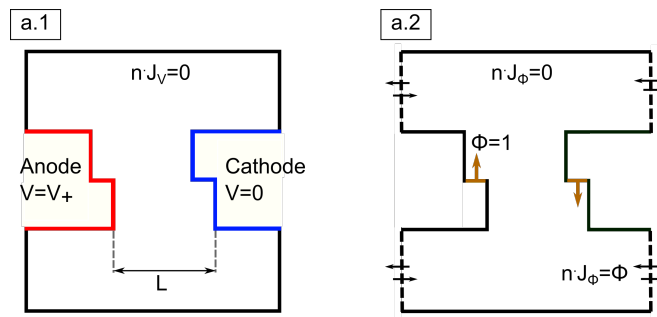 a.1
n·J_V=0
Anode
V=V₊
Cathode
V=0
L
a.2
n·J_Φ=0
Φ=1
n·J_Φ=Φ